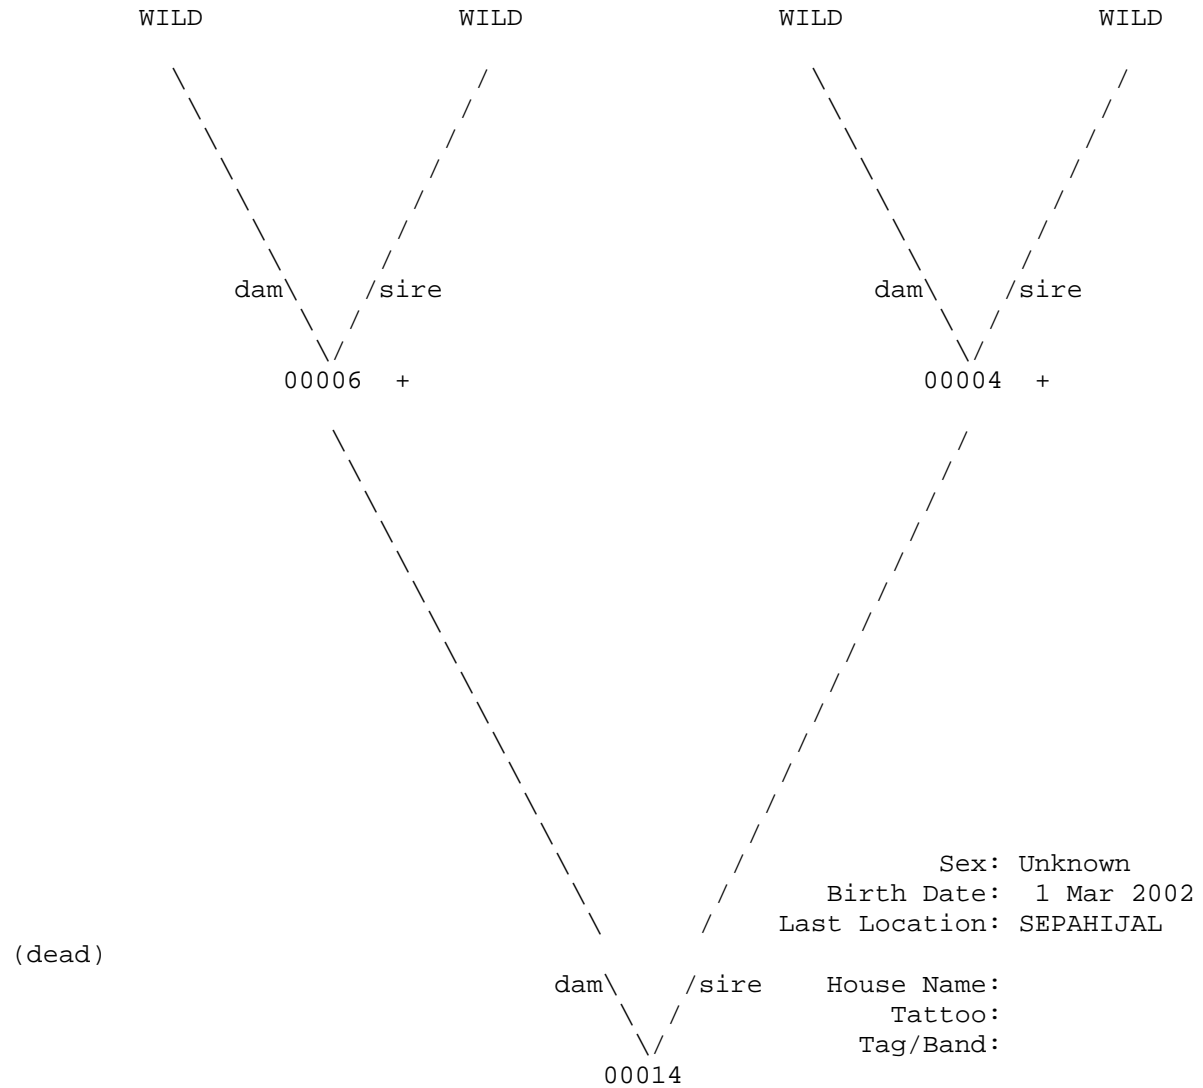 WILD WILD WILD WILD
dam sire dam sire
00006 + 00004 +
Sex: Unknown
Birth Date: 1 Mar 2002
Last Location: SEPAHIJAL
(dead)
dam sire House Name:
Tattoo:
Tag/Band:
00014